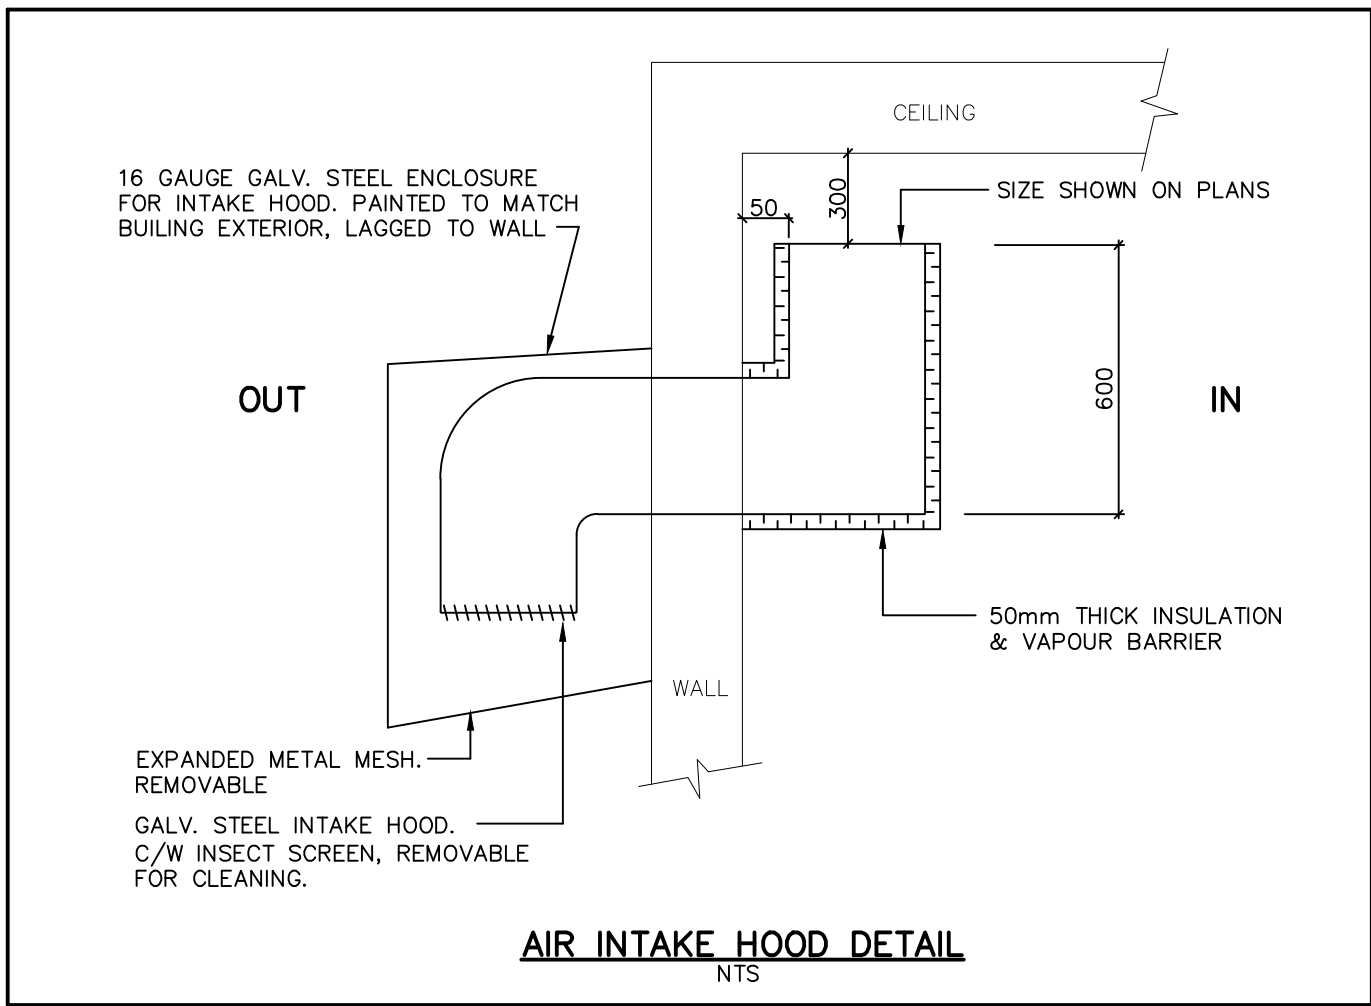 CEILING
16 GAUGE GALV. STEEL ENCLOSURE
FOR INTAKE HOOD. PAINTED TO MATCH
BUILING EXTERIOR, LAGGED TO WALL
50
300
SIZE SHOWN ON PLANS
OUT
600
IN
50mm THICK INSULATION
& VAPOUR BARRIER
WALL
EXPANDED METAL MESH.
REMOVABLE
GALV. STEEL INTAKE HOOD.
C/W INSECT SCREEN, REMOVABLE
FOR CLEANING.
AIR INTAKE HOOD DETAIL
NTS